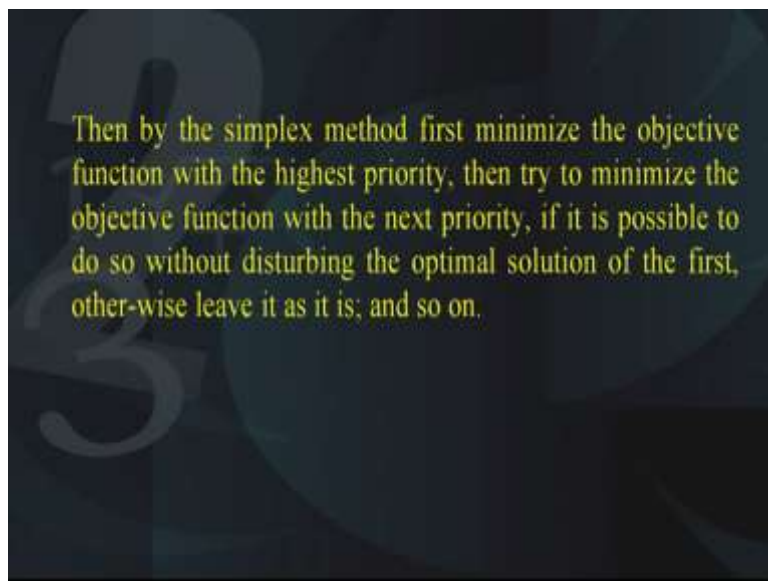 Then by the simplex method first minimize the objective
function with the highest priority, then try to minimize the
objective function with the next priority, if it is possible to
do so without disturbing the optimal solution of the first,
other-wise leave it as it is; and so on.